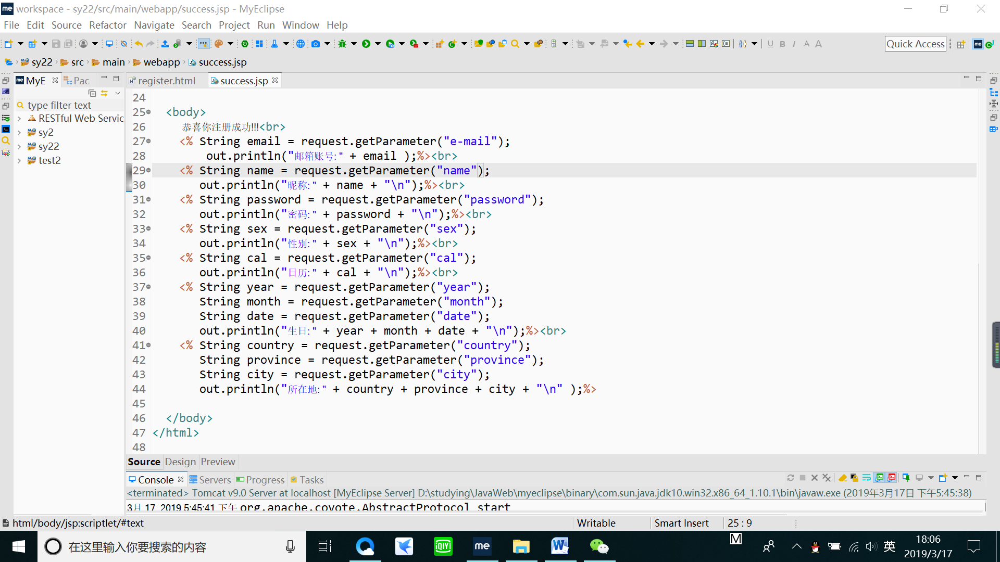 workspace - sy22/src/main/webapp/success.jsp - MyEclipse
File Edit Source Refactor Navigate Search Project Run Window Help
Quick Access
sy22 src main webapp success.jsp
MyE Pac
register.html success.jsp
type filter text
RESTful Web Servic
sy2
sy22
test2
24
25 <body>
26 恭喜你注册成功!!!<br>
27 <% String email = request.getParameter("e-mail");
28 out.println("邮箱账号:" + email );%><br>
29 <% String name = request.getParameter("name");
30 out.println("昵称:" + name + "\n");%><br>
31 <% String password = request.getParameter("password");
32 out.println("密码:" + password + "\n");%><br>
33 <% String sex = request.getParameter("sex");
34 out.println("性别:" + sex + "\n");%><br>
35 <% String cal = request.getParameter("cal");
36 out.println("日历:" + cal + "\n");%><br>
37 <% String year = request.getParameter("year");
38 String month = request.getParameter("month");
39 String date = request.getParameter("date");
40 out.println("生日:" + year + month + date + "\n");%><br>
41 <% String country = request.getParameter("country");
42 String province = request.getParameter("province");
43 String city = request.getParameter("city");
44 out.println("所在地:" + country + province + city + "\n" );%>
45
46 </body>
47 </html>
48
Source Design Preview
Console Servers Progress Tasks
<terminated> Tomcat v9.0 Server at localhost [MyEclipse Server] D:\studying\JavaWeb\myeclipse\binary\com.sun.java.jdk10.win32.x86_64_1.10.1\bin\javaw.exe (2019年3月17日 下午5:45:38)
3月 17, 2019 5:45:41 下午 org.apache.coyote.AbstractProtocol start
html/body/jsp:scriptlet/#text Writable Smart Insert 25 : 9
在这里输入你要搜索的内容
英
18:06
2019/3/17